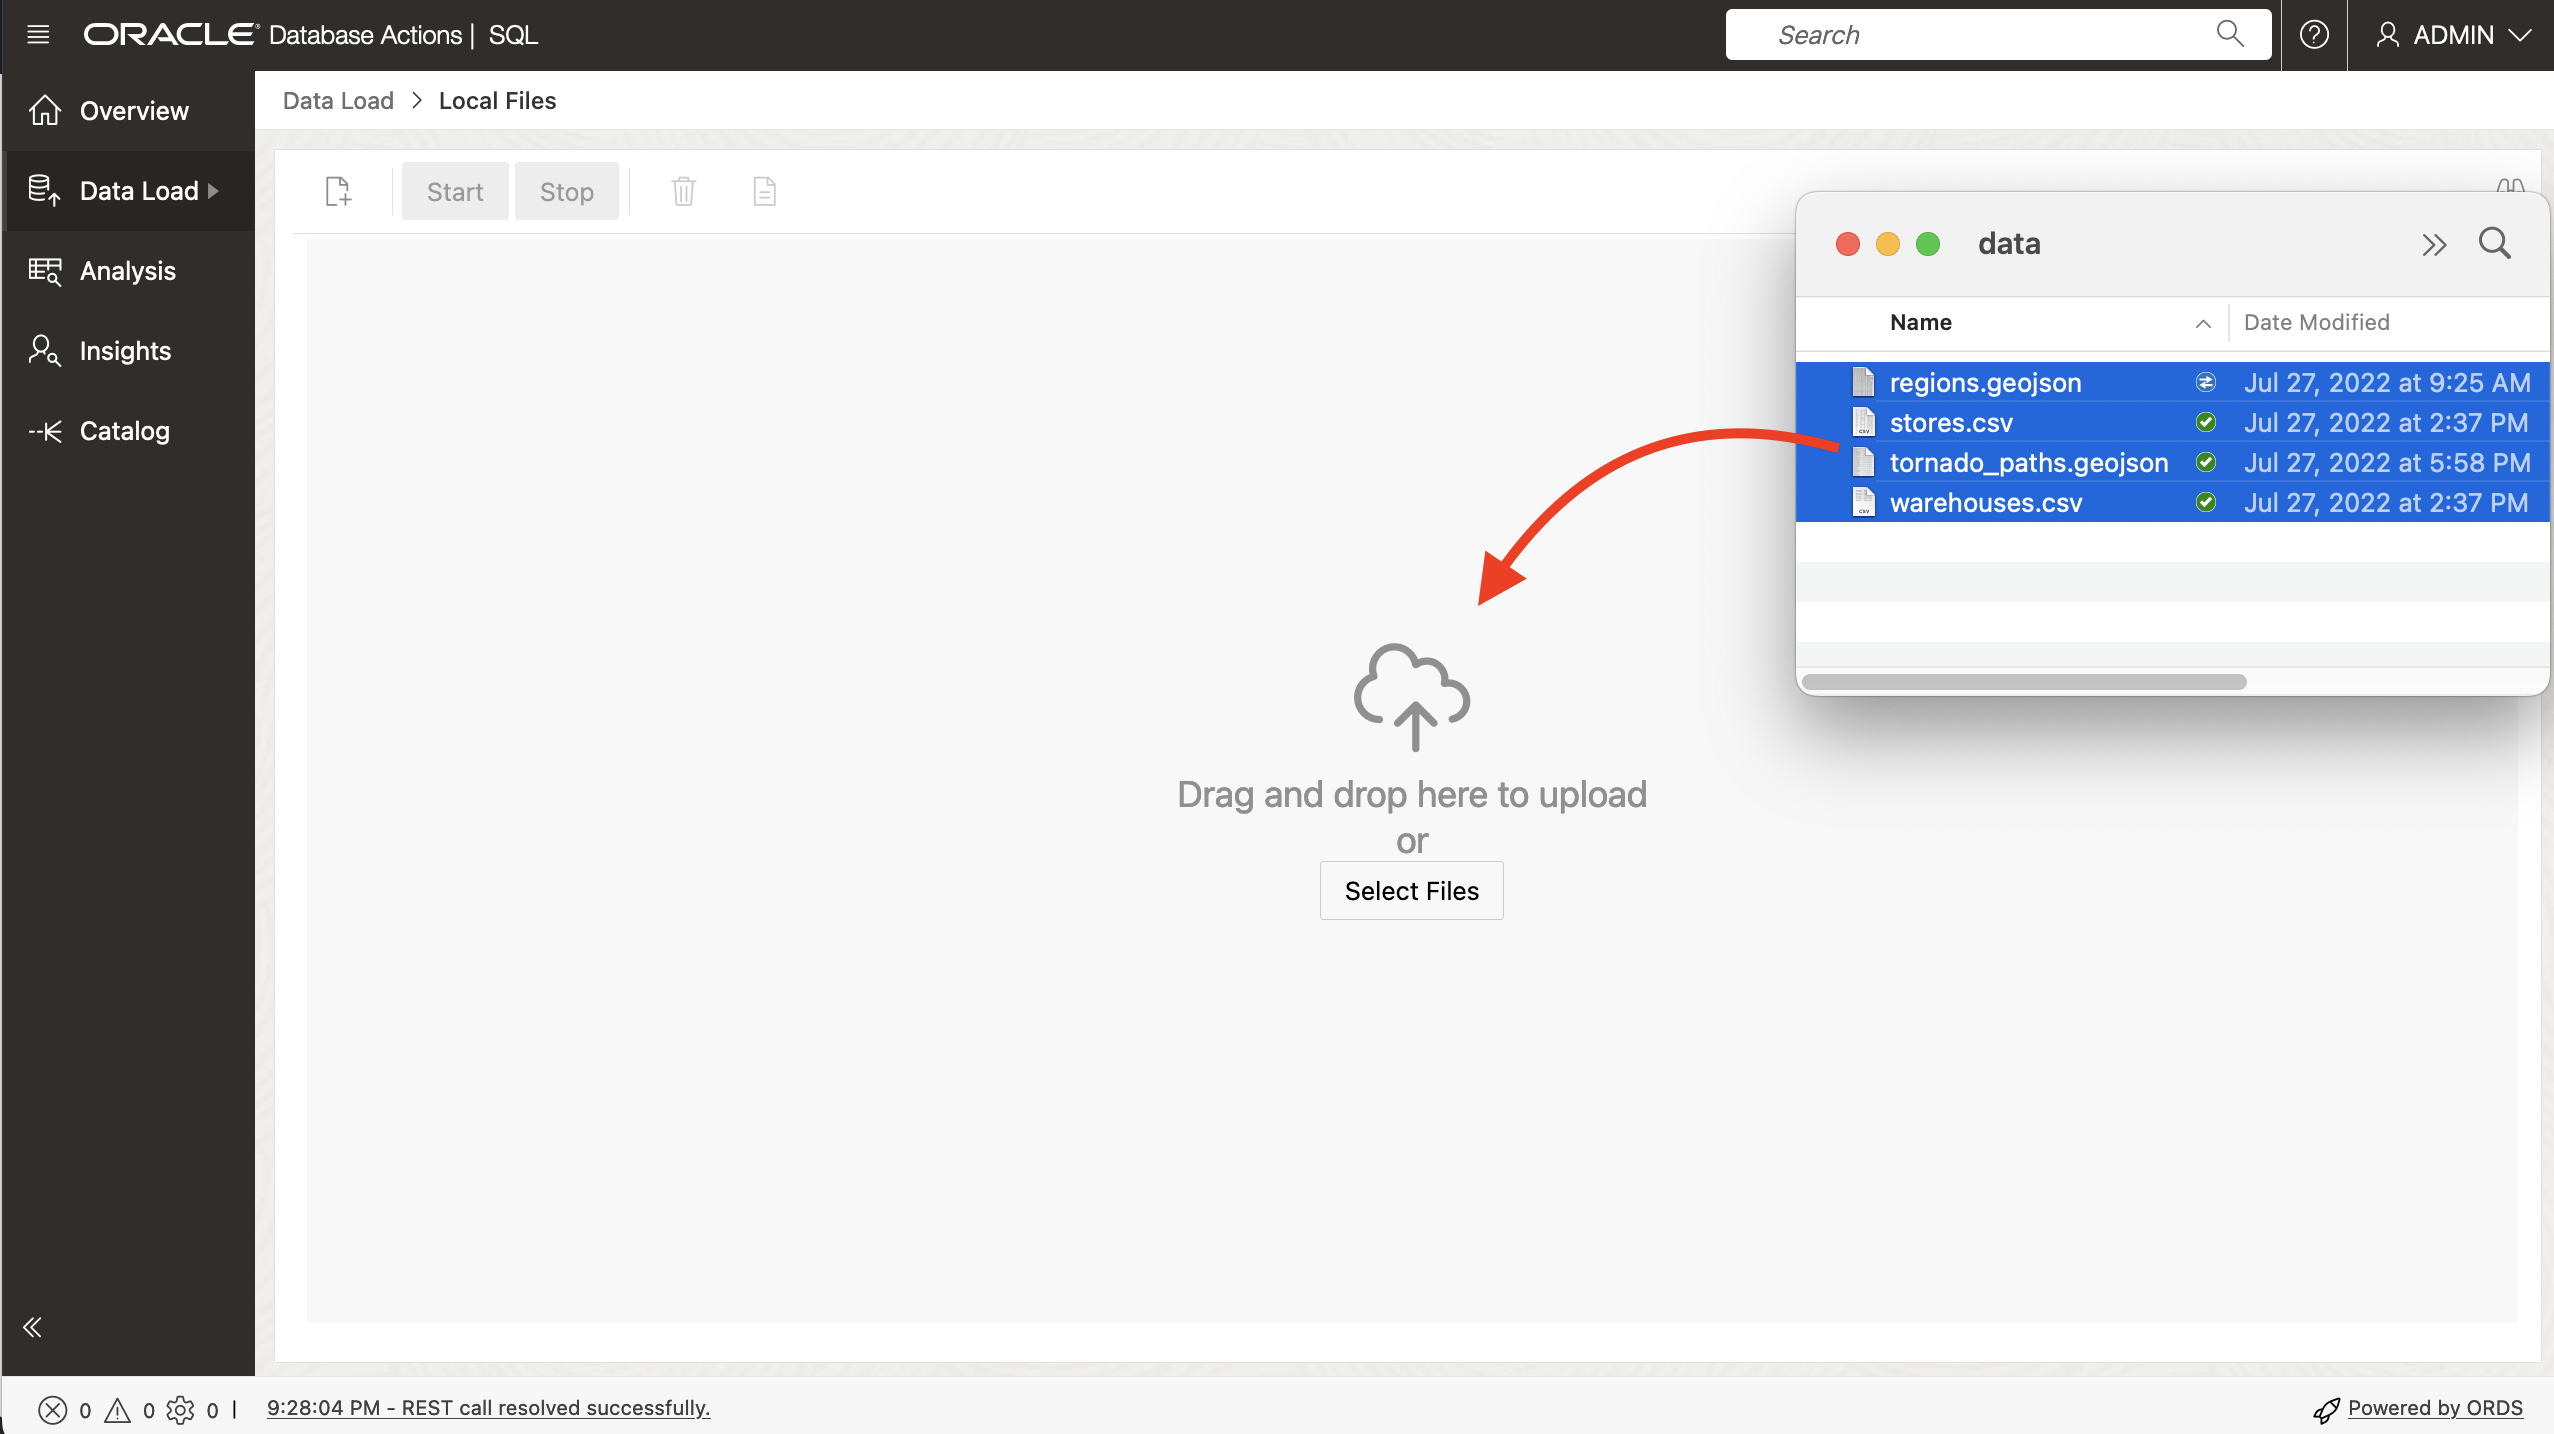 ORACLE® Database Actions | SQL
Search
ADMIN
Overview
Data Load
Analysis
Insights
Catalog
Data Load > Local Files
Start
Stop
data
Name
Date Modified
regions.geojson Jul 27, 2022 at 9:25 AM
stores.csv Jul 27, 2022 at 2:37 PM
tornado_paths.geojson Jul 27, 2022 at 5:58 PM
warehouses.csv Jul 27, 2022 at 2:37 PM
Drag and drop here to upload
or
Select Files
0 0 0 | 9:28:04 PM - REST call resolved successfully.
Powered by ORDS